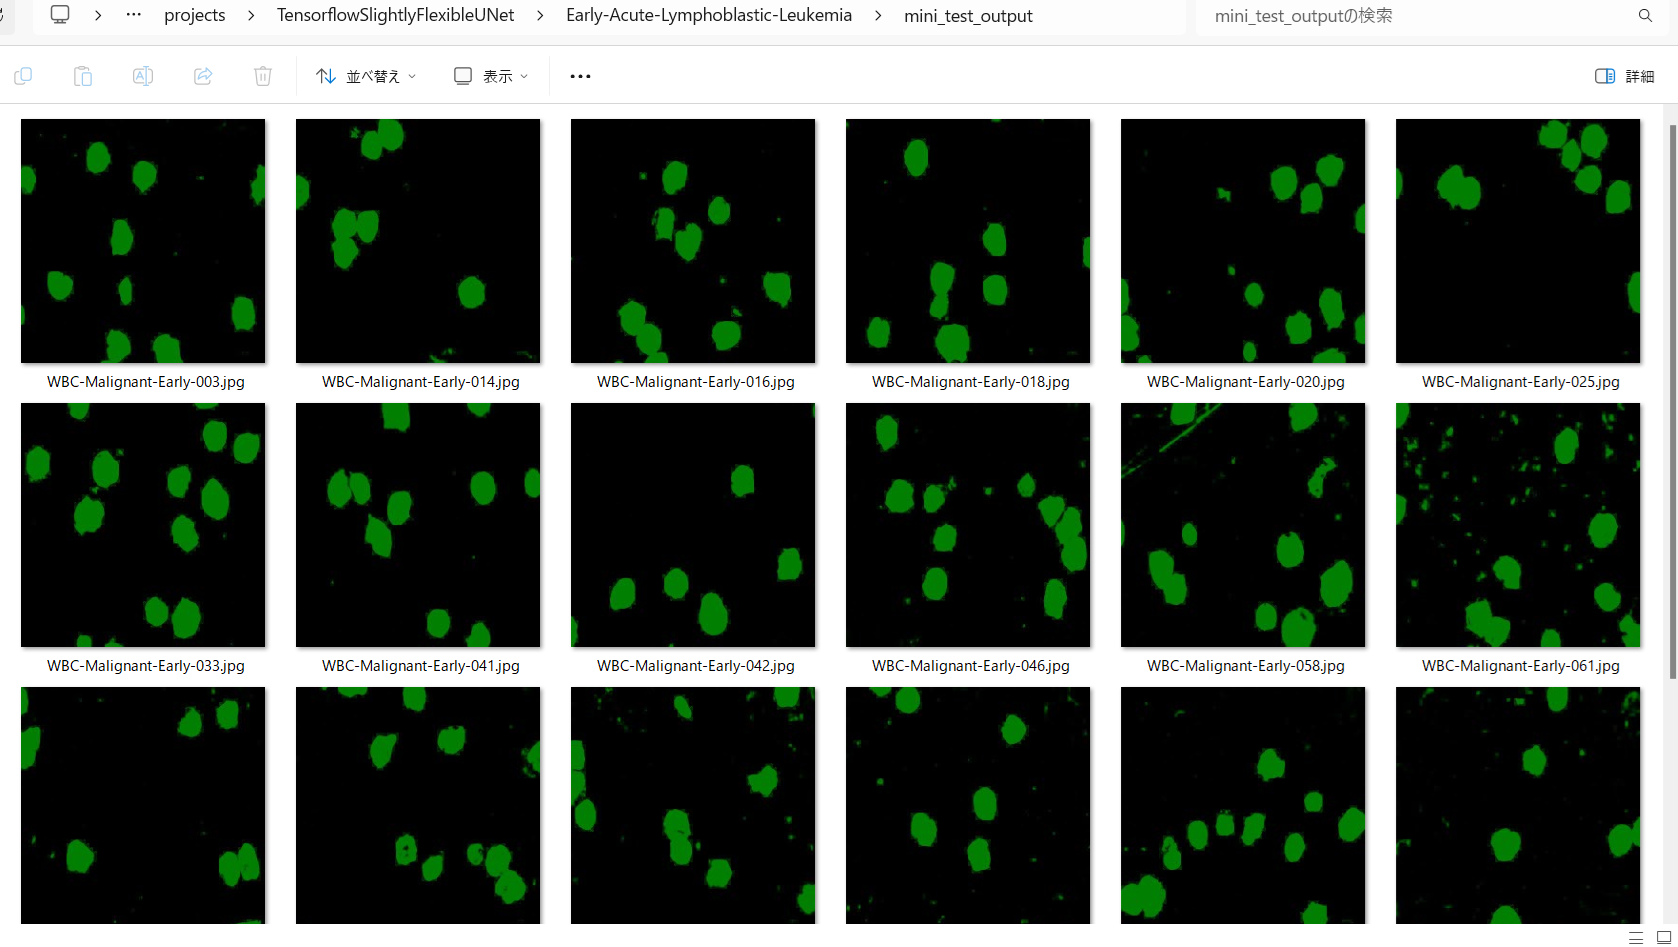 projects > TensorflowSlightlyFlexibleUNet > Early-Acute-Lymphoblastic-Leukemia > mini_test_output
mini_test_outputの検索
並べ替え 表示 詳細
WBC-Malignant-Early-003.jpg WBC-Malignant-Early-014.jpg WBC-Malignant-Early-016.jpg WBC-Malignant-Early-018.jpg WBC-Malignant-Early-020.jpg WBC-Malignant-Early-025.jpg
WBC-Malignant-Early-033.jpg WBC-Malignant-Early-041.jpg WBC-Malignant-Early-042.jpg WBC-Malignant-Early-046.jpg WBC-Malignant-Early-058.jpg WBC-Malignant-Early-061.jpg